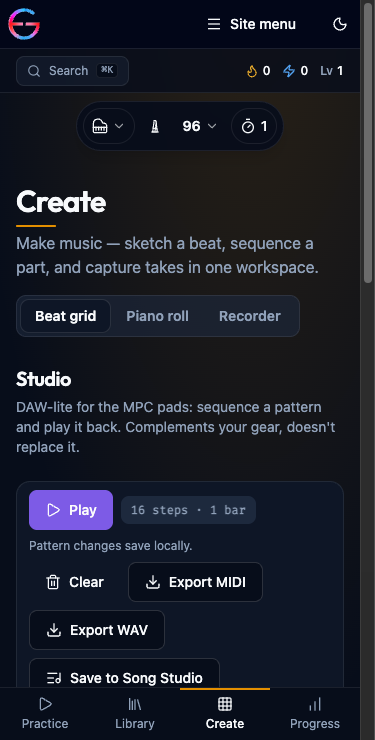 Site menu
Search ⌘K 0 0 Lv 1
96 1
Create
Make music — sketch a beat, sequence a
part, and capture takes in one workspace.
Beat grid Piano roll Recorder
Studio
DAW-lite for the MPC pads: sequence a pattern
and play it back. Complements your gear, doesn't
replace it.
Play 16 steps · 1 bar
Pattern changes save locally.
Clear Export MIDI
Export WAV
Save to Song Studio
Practice Library Create Progress